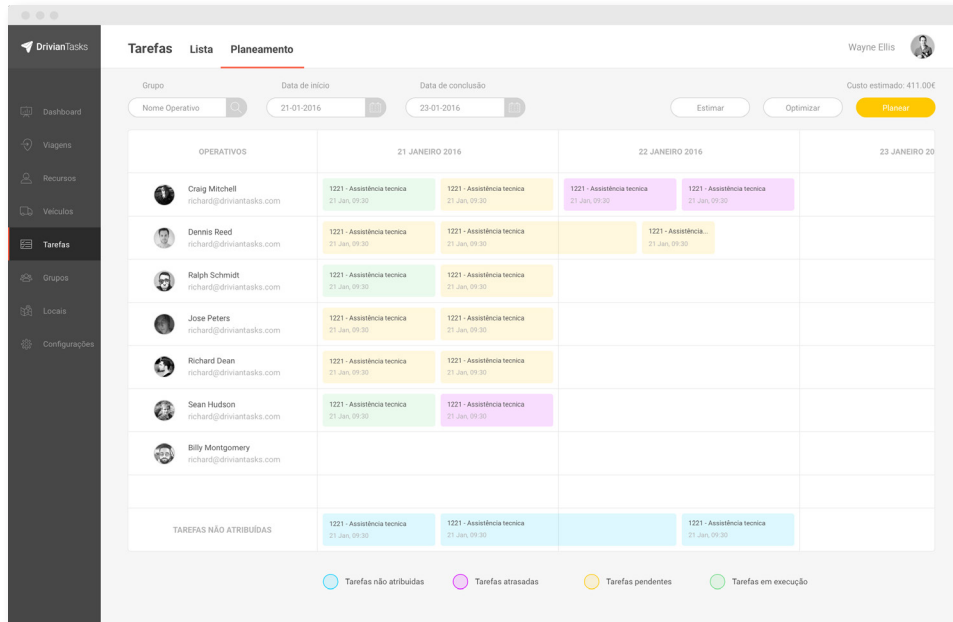 DrivianTasks
Tarefas Lista Planeamento
Wayne Ellis
Grupo Data de início Data de conclusão Custo estimado: 411.00€
Nome Operativo 21-01-2016 23-01-2016 Estimar Optimizar Planear
Dashboard
Viagens
Recursos
Veículos
Tarefas
Grupos
Locais
Configurações
OPERATIVOS 21 JANEIRO 2016 22 JANEIRO 2016 23 JANEIRO 20
Craig Mitchell 1221 - Assistência tecnica 1221 - Assistência tecnica 1221 - Assistência tecnica 1221 - Assistência tecnica
richard@driviantasks.com 21 Jan, 09:30 21 Jan, 09:30 21 Jan, 09:30 21 Jan, 09:30
Dennis Reed 1221 - Assistência tecnica 1221 - Assistência tecnica 1221 - Assistência...
richard@driviantasks.com 21 Jan, 09:30 21 Jan, 09:30 21 Jan, 09:30
Ralph Schmidt 1221 - Assistência tecnica 1221 - Assistência tecnica
richard@driviantasks.com 21 Jan, 09:30 21 Jan, 09:30
Jose Peters 1221 - Assistência tecnica 1221 - Assistência tecnica
richard@driviantasks.com 21 Jan, 09:30 21 Jan, 09:30
Richard Dean 1221 - Assistência tecnica 1221 - Assistência tecnica
richard@driviantasks.com 21 Jan, 09:30 21 Jan, 09:30
Sean Hudson 1221 - Assistência tecnica 1221 - Assistência tecnica
richard@driviantasks.com 21 Jan, 09:30 21 Jan, 09:30
Billy Montgomery
richard@driviantasks.com
TAREFAS NÃO ATRIBUÍDAS 1221 - Assistência tecnica 1221 - Assistência tecnica 1221 - Assistência tecnica
21 Jan, 09:30 21 Jan, 09:30 21 Jan, 09:30
Tarefas não atribuidas Tarefas atrasadas Tarefas pendentes Tarefas em execução